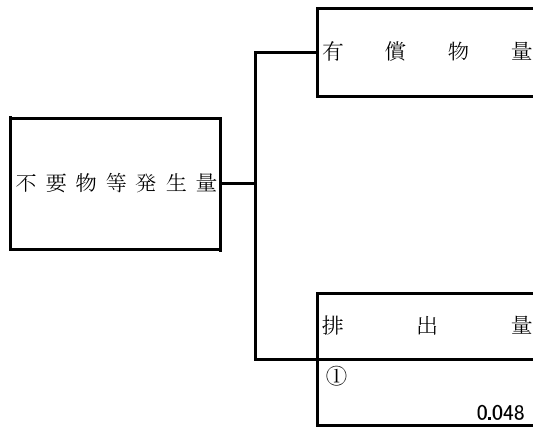 有償物量
不要物等発生量
排出量
①
0.048